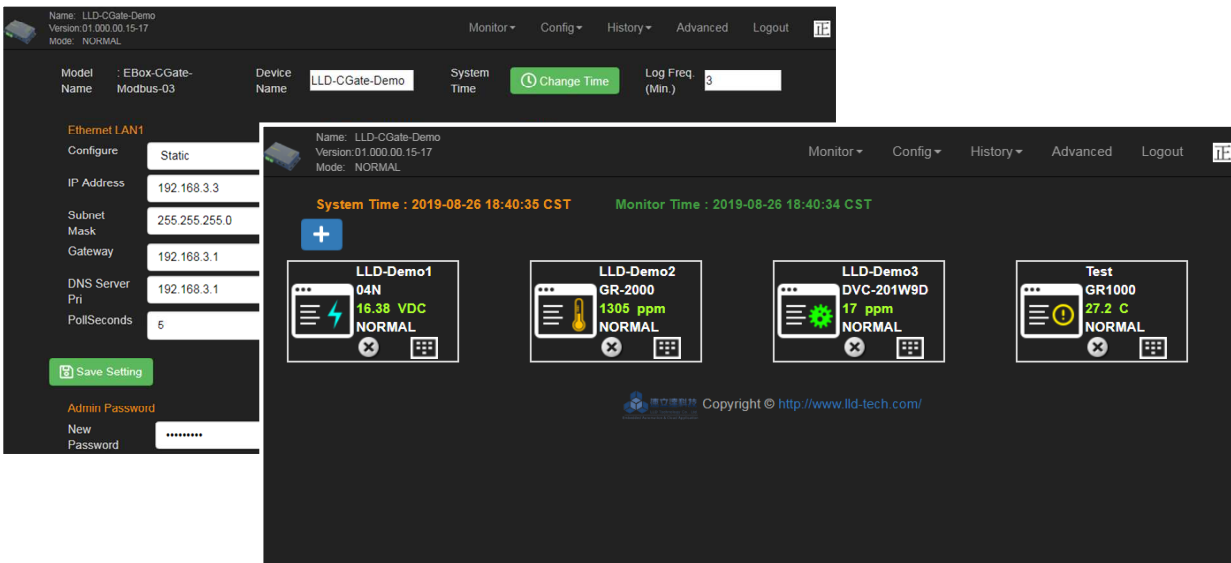 Name: LLD-CGate-Demo
Version:01.000.00.15-17
Mode: NORMAL
Monitor Config History Advanced Logout 正
Model Name : EBox-CGate-Modbus-03
Device Name LLD-CGate-Demo
System Time Change Time
Log Freq. (Min.) 3
Ethernet LAN1
Configure Static
IP Address 192.168.3.3
Subnet Mask 255.255.255.0
Gateway 192.168.3.1
DNS Server Pri 192.168.3.1
PollSeconds 5
Save Setting
Admin Password
New Password •••••••••
Name: LLD-CGate-Demo
Version:01.000.00.15-17
Mode: NORMAL
Monitor Config History Advanced Logout 正
System Time : 2019-08-26 18:40:35 CST Monitor Time : 2019-08-26 18:40:34 CST
LLD-Demo1
04N
16.38 VDC
NORMAL
LLD-Demo2
GR-2000
1305 ppm
NORMAL
LLD-Demo3
DVC-201W9D
17 ppm
NORMAL
Test
GR1000
27.2 C
NORMAL
Copyright © http://www.lld-tech.com/